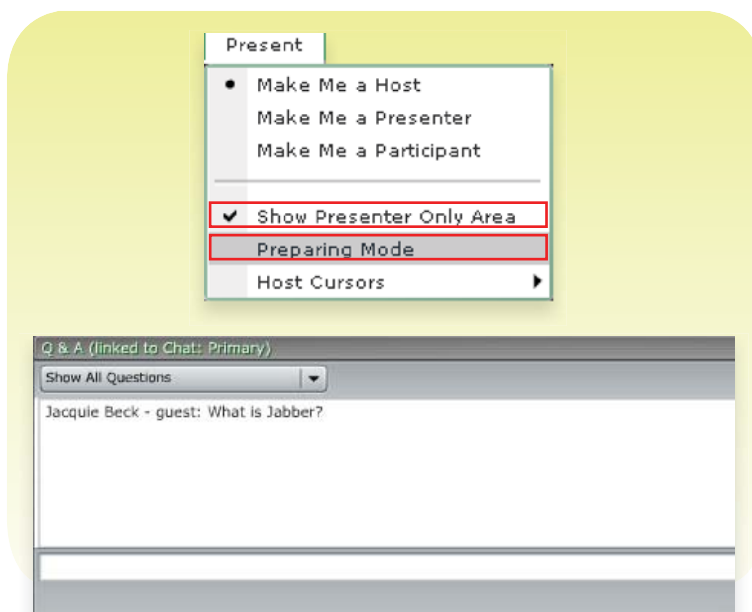 Present
Make Me a Host
Make Me a Presenter
Make Me a Participant
Show Presenter Only Area
Preparing Mode
Host Cursors
Q & A (linked to Chat: Primary)
Show All Questions
Jacquie Beck - guest: What is Jabber?